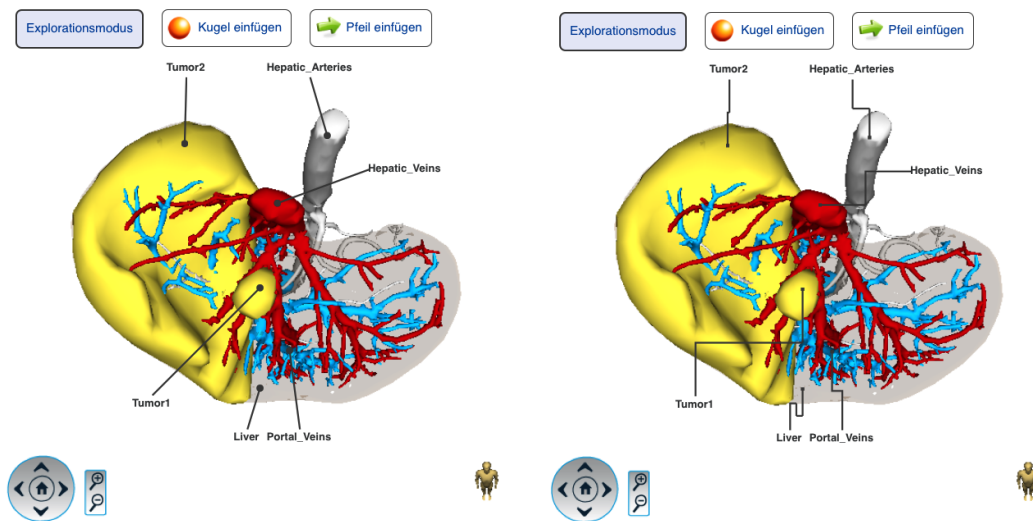 Explorationsmodus Kugel einfügen Pfeil einfügen
Tumor2 Hepatic_Arteries
Hepatic_Veins
Tumor1
Liver Portal_Veins
Explorationsmodus Kugel einfügen Pfeil einfügen
Tumor2 Hepatic_Arteries
Hepatic_Veins
Tumor1
Liver Portal_Veins